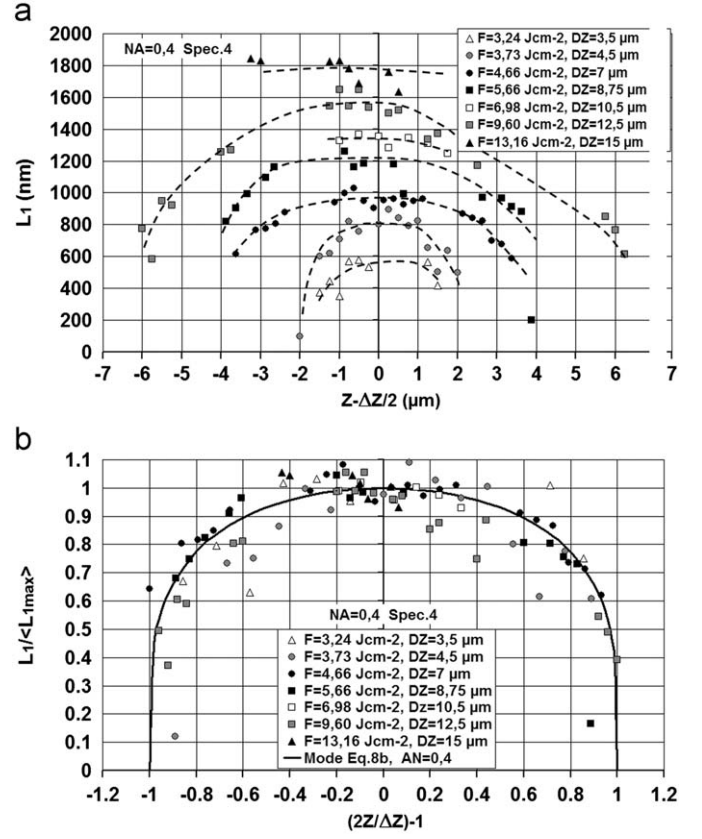 a
NA=0,4 Spec.4
F=3,24 Jcm-2, DZ=3,5 µm
F=3,73 Jcm-2, DZ=4,5 µm
F=4,66 Jcm-2, DZ=7 µm
F=5,66 Jcm-2, DZ=8,75 µm
F=6,98 Jcm-2, DZ=10,5 µm
F=9,60 Jcm-2, DZ=12,5 µm
F=13,16 Jcm-2, DZ=15 µm
2000
1800
1600
1400
1200
1000
800
600
400
200
0
L1 (nm)
-7 -6 -5 -4 -3 -2 -1 0 1 2 3 4 5 6 7
Z-ΔZ/2 (µm)
b
1.1
1
0.9
0.8
0.7
0.6
0.5
0.4
0.3
0.2
0.1
0
L1/<L1max>
NA=0,4 Spec.4
F=3,24 Jcm-2, DZ=3,5 µm
F=3,73 Jcm-2, DZ=4,5 µm
F=4,66 Jcm-2, DZ=7 µm
F=5,66 Jcm-2, DZ=8,75 µm
F=6,98 Jcm-2, Dz=10,5 µm
F=9,60 Jcm-2, DZ=12,5 µm
F=13,16 Jcm-2, DZ=15 µm
Mode Eq.8b, AN=0,4
-1.2 -1 -0.8 -0.6 -0.4 -0.2 0 0.2 0.4 0.6 0.8 1 1.2
(2Z/ΔZ)-1